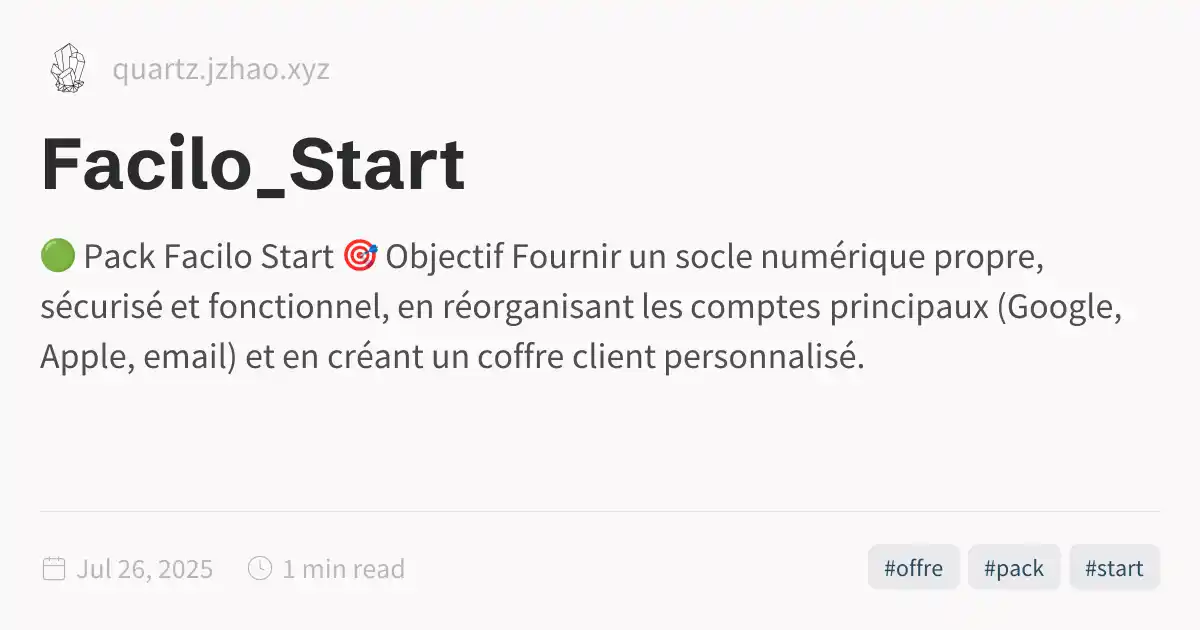 quartz.jzhao.xyz
Facilo_Start
🟢 Pack Facilo Start 🎯 Objectif Fournir un socle numérique propre,
sécurisé et fonctionnel, en réorganisant les comptes principaux (Google,
Apple, email) et en créant un coffre client personnalisé.
Jul 26, 2025 1 min read #offre #pack #start